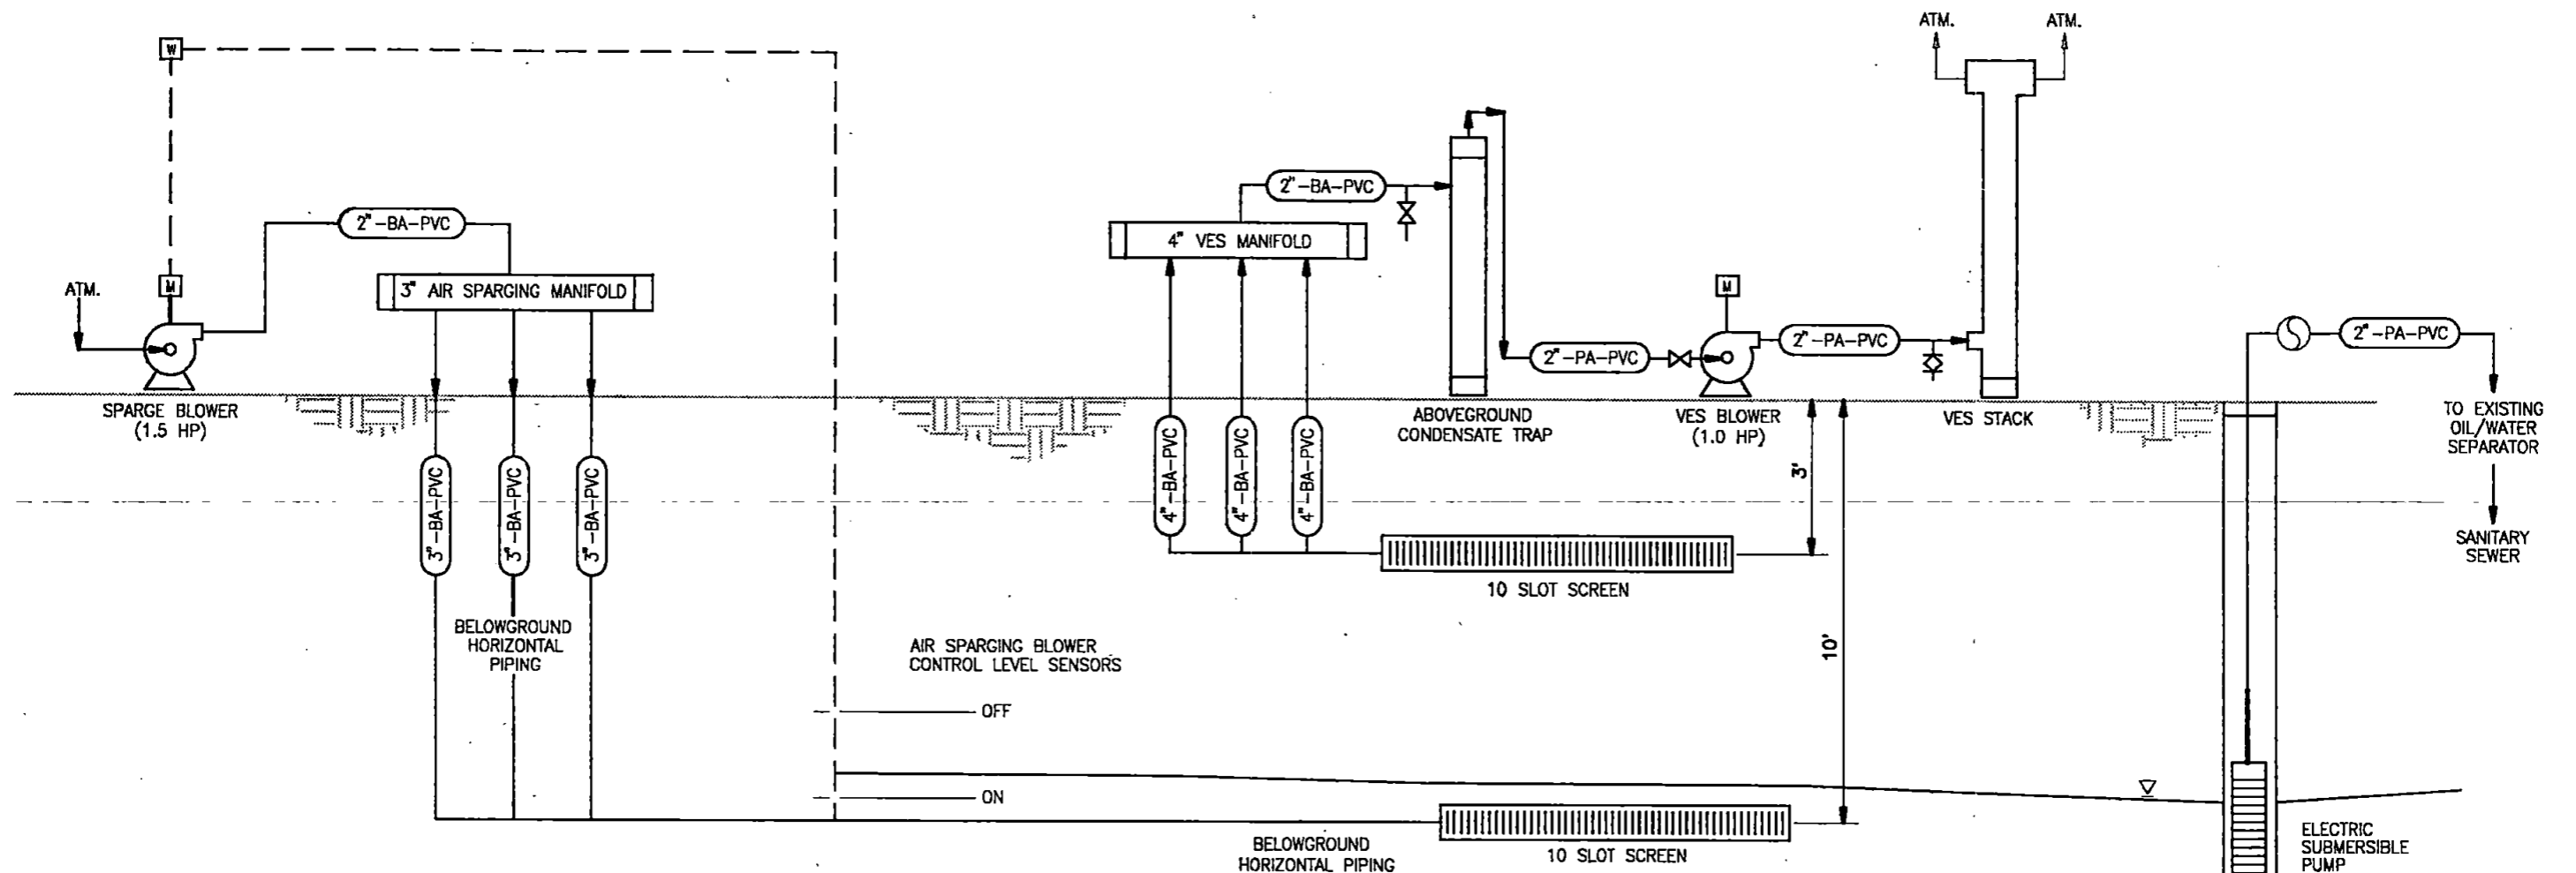 ATM.
ATM.
W
2"-BA-PVC
2"-BA-PVC
4" VES MANIFOLD
M
3" AIR SPARGING MANIFOLD
ATM.
M
2"-PA-PVC
2"-PA-PVC
2"-PA-PVC
SPARGE BLOWER
(1.5 HP)
ABOVEGROUND
CONDENSATE TRAP
VES BLOWER
(1.0 HP)
VES STACK
TO EXISTING
OIL/WATER
SEPARATOR
SANITARY
SEWER
3"-BA-PVC
3"-BA-PVC
3"-BA-PVC
4"-BA-PVC
4"-BA-PVC
4"-BA-PVC
3'
10 SLOT SCREEN
BELOWGROUND
HORIZONTAL
PIPING
AIR SPARGING BLOWER
CONTROL LEVEL SENSORS
10'
OFF
ON
BELOWGROUND
HORIZONTAL PIPING
10 SLOT SCREEN
ELECTRIC
SUBMERSIBLE
PUMP